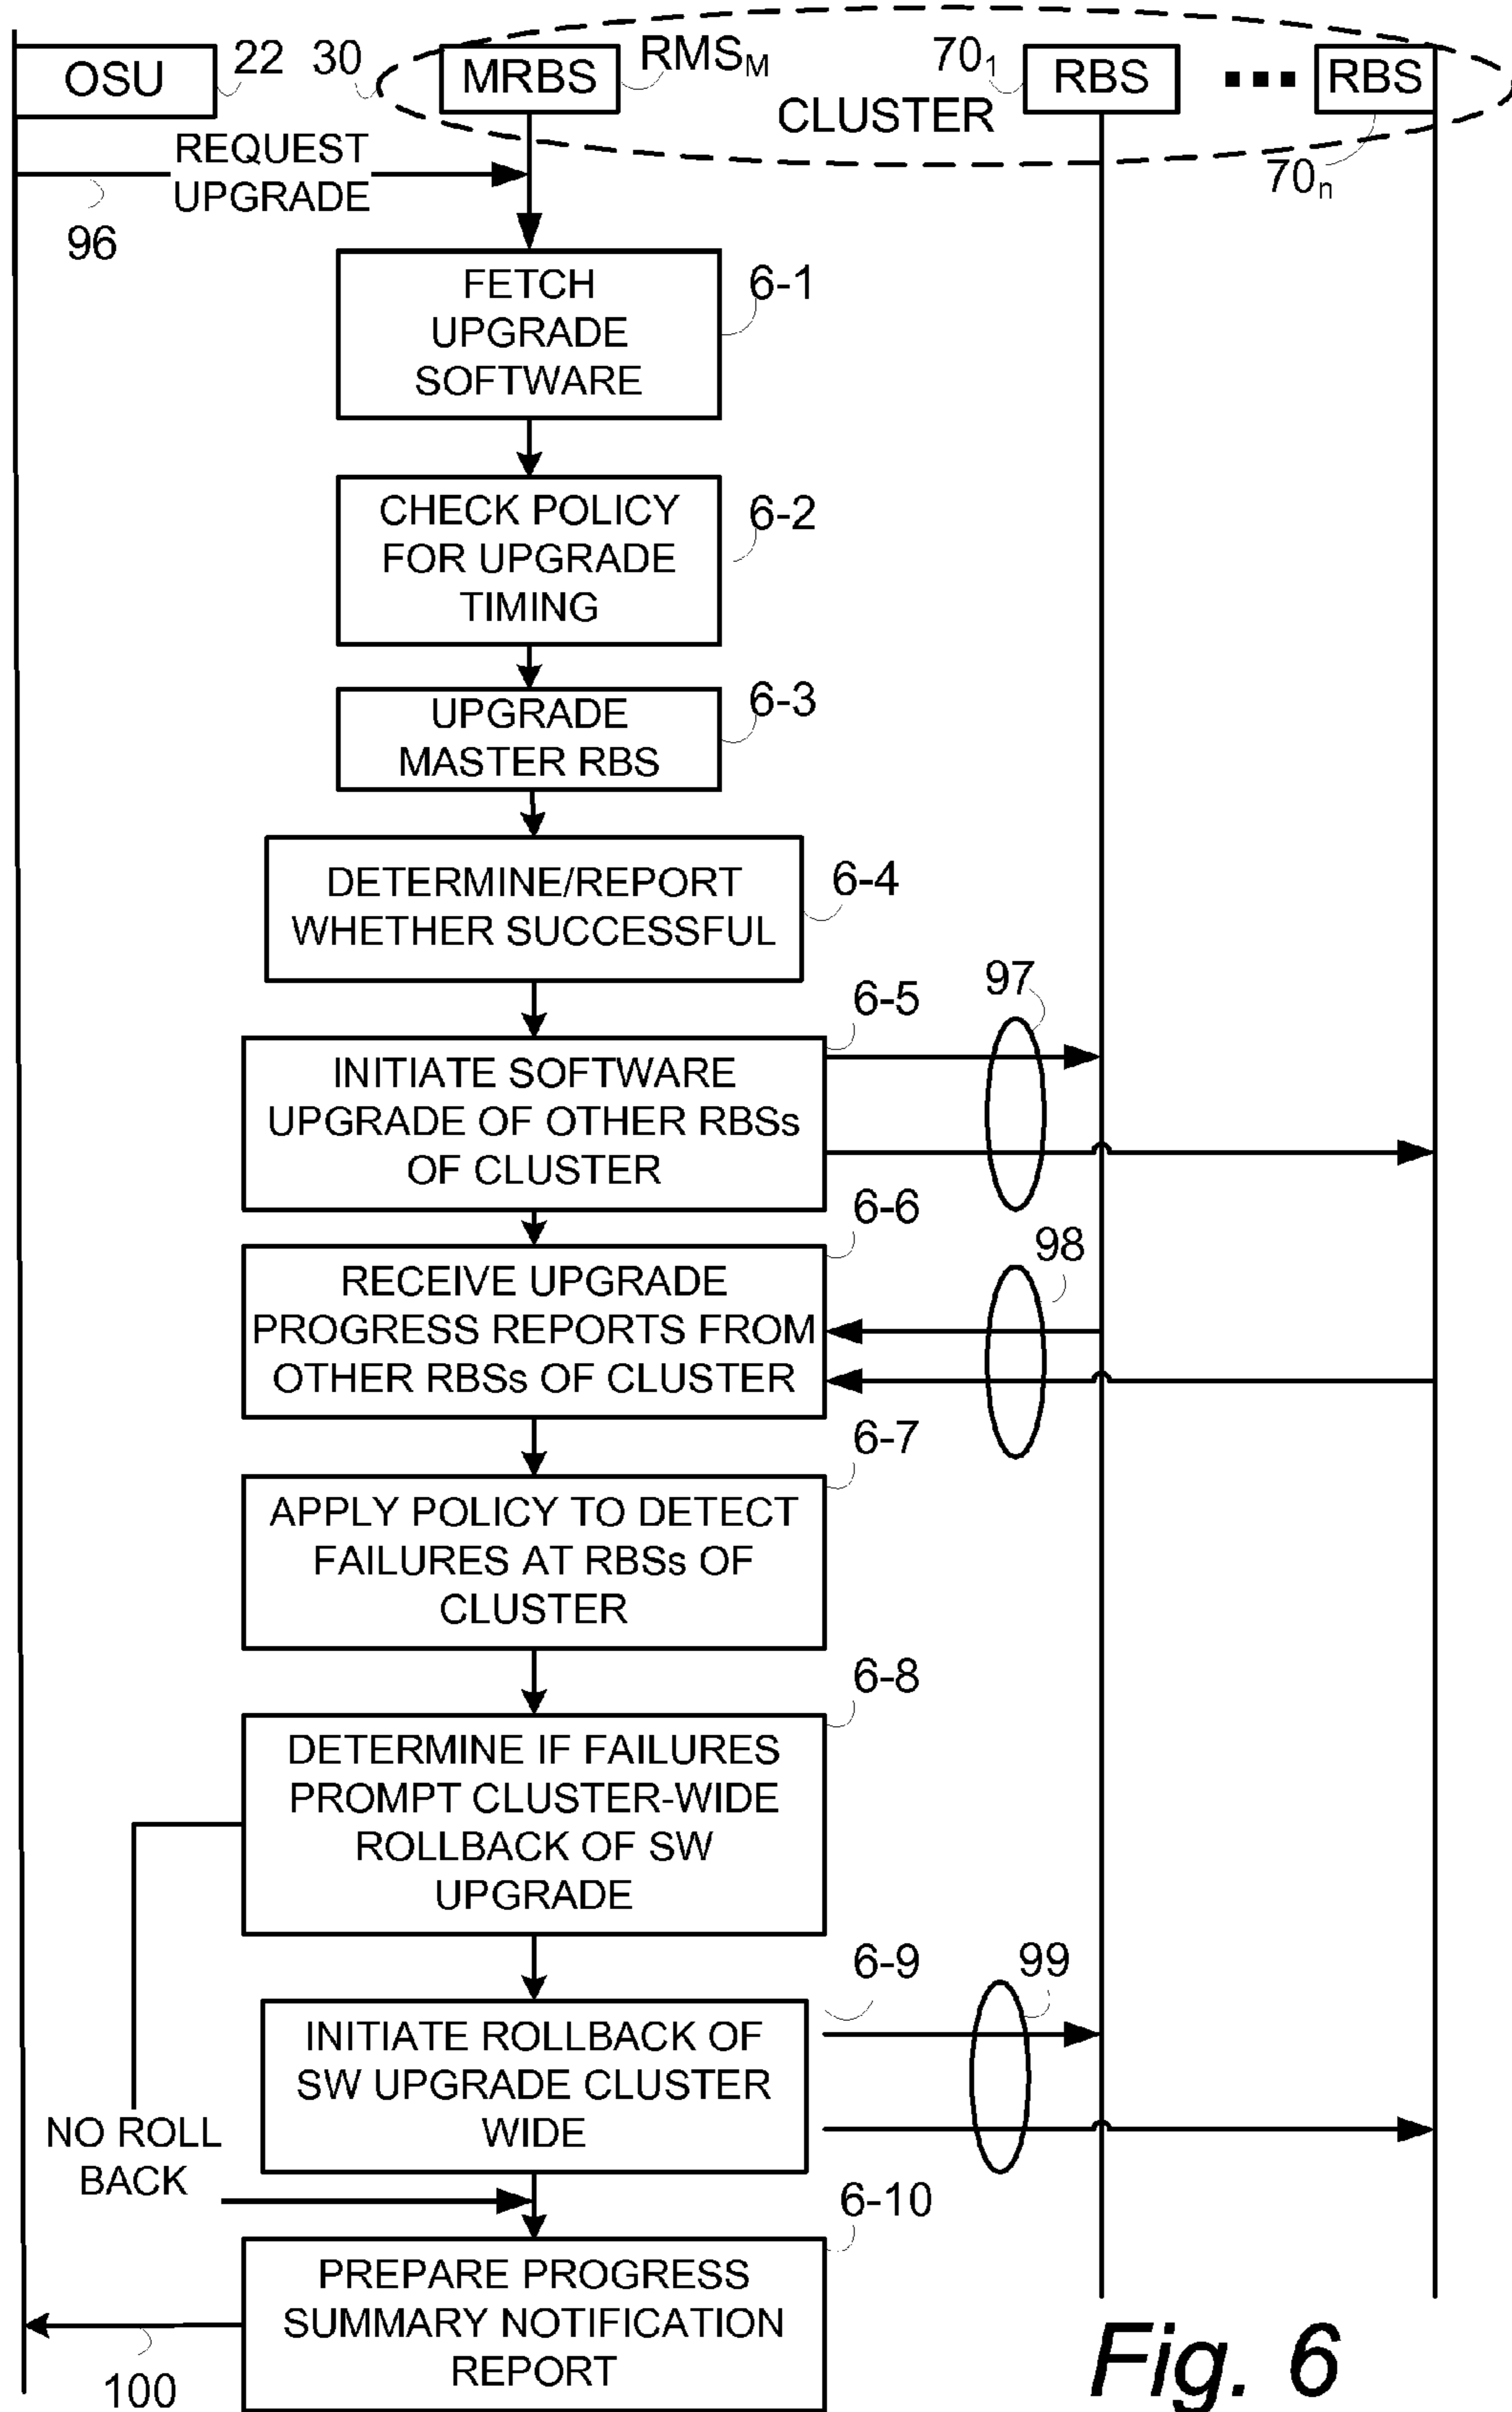 OSU
22
30
MRBS
RMS_M
70_1
RBS
RBS
CLUSTER
70_n
REQUEST
UPGRADE
96
FETCH
UPGRADE
SOFTWARE
6-1
CHECK POLICY
FOR UPGRADE
TIMING
6-2
UPGRADE
MASTER RBS
6-3
DETERMINE/REPORT
WHETHER SUCCESSFUL
6-4
INITIATE SOFTWARE
UPGRADE OF OTHER RBSs
OF CLUSTER
6-5
97
RECEIVE UPGRADE
PROGRESS REPORTS FROM
OTHER RBSs OF CLUSTER
6-6
98
APPLY POLICY TO DETECT
FAILURES AT RBSs OF
CLUSTER
6-7
DETERMINE IF FAILURES
PROMPT CLUSTER-WIDE
ROLLBACK OF SW
UPGRADE
6-8
INITIATE ROLLBACK OF
SW UPGRADE CLUSTER
WIDE
6-9
99
NO ROLL
BACK
PREPARE PROGRESS
SUMMARY NOTIFICATION
REPORT
6-10
100
Fig. 6